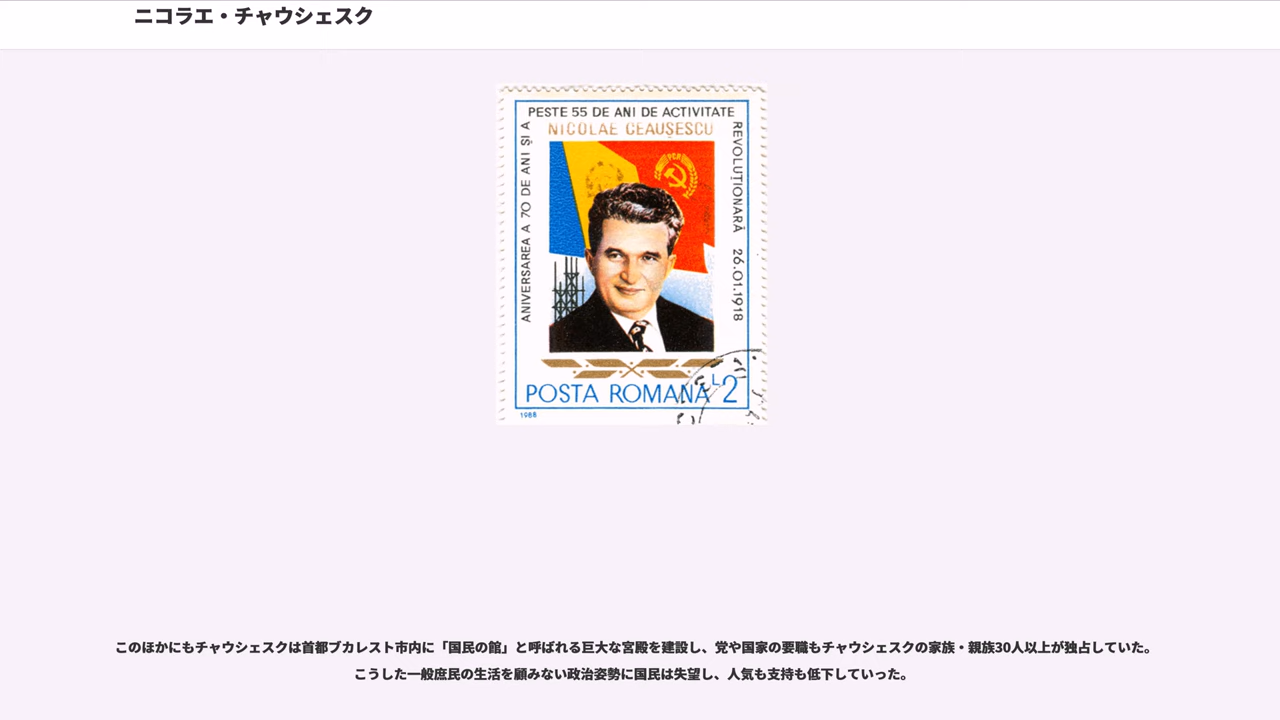 ニコラエ・チャウシェスク
PESTE 55 DE ANI DE ACTIVITATE
NICOLAE CEAUŞESCU
ANIVERSAREA A 70 DE ANI ŞI A
REVOLUŢIONARĂ 26.01.1918
POSTA ROMANA L2
1988
このほかにもチャウシェスクは首都ブカレスト市内に「国民の館」と呼ばれる巨大な宮殿を建設し、党や国家の要職もチャウシェスクの家族・親族30人以上が独占していた。
こうした一般庶民の生活を顧みない政治姿勢に国民は失望し、人気も支持も低下していった。